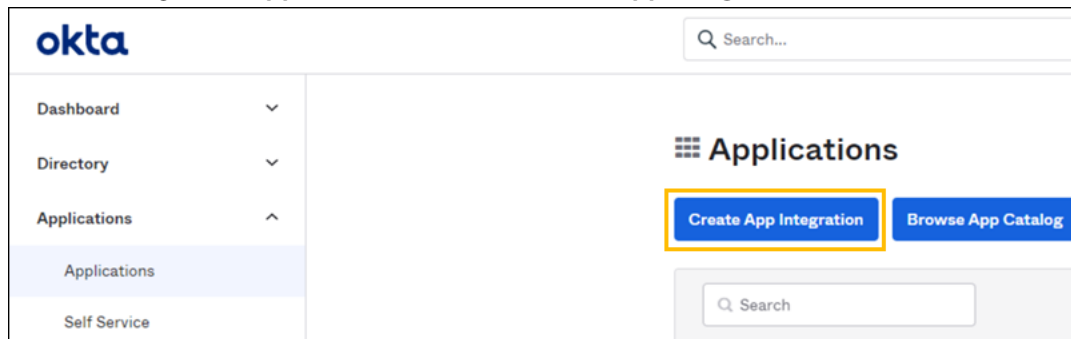 okta
Search...
Dashboard
Directory
Applications
Applications
Self Service
Applications
Create App Integration
Browse App Catalog
Search